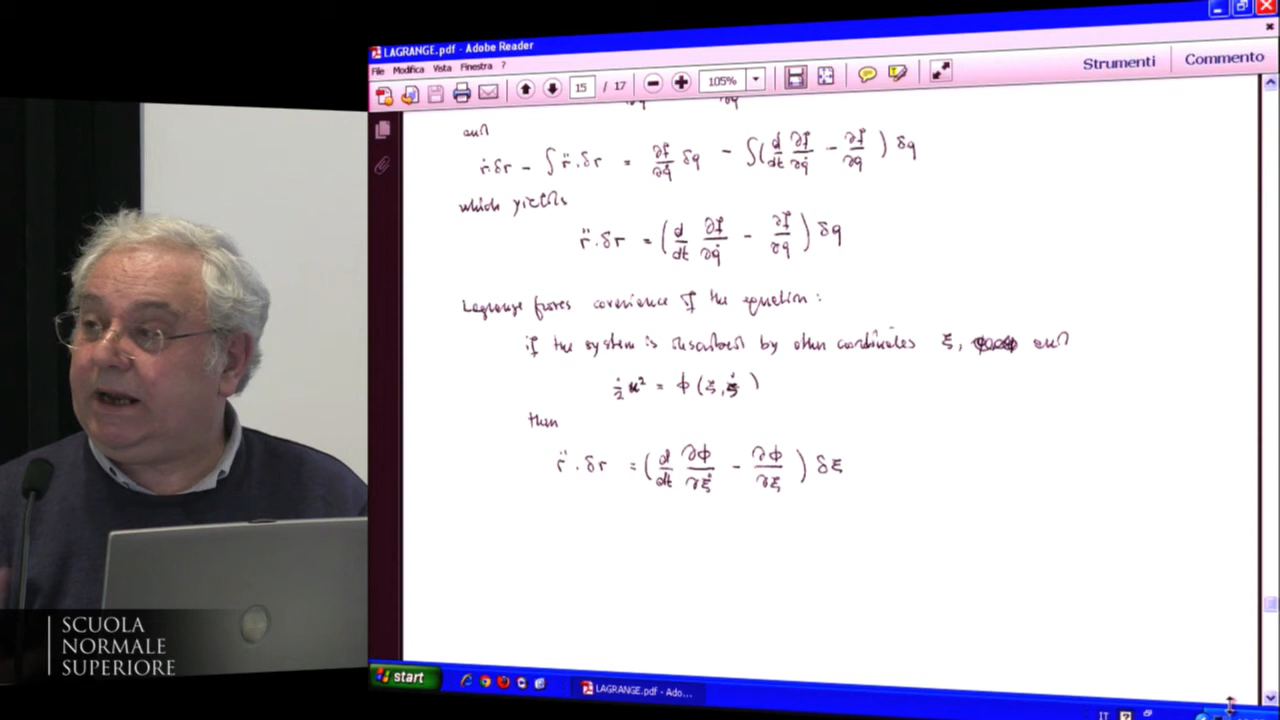 LAGRANGE.pdf - Adobe Reader
File Modifica Vista Finestra ?
15 / 17 105% Strumenti Commento
and
ṙδr − ∫ r̈·δr = ∂f/∂q̇ δq − ∫(d/dt ∂f/∂q̇ − ∂f/∂q) δq
which yields
r̈·δr = (d/dt ∂f/∂q̇ − ∂f/∂q) δq
Lagrange proves covariance of the equation:
if the system is described by other coordinates ξ, and
½ u² = ϕ(ξ, ξ̇)
then
r̈·δr = (d/dt ∂ϕ/∂ξ̇ − ∂ϕ/∂ξ) δξ
SCUOLA
NORMALE
SUPERIORE
start LAGRANGE.pdf - Ado...
IT